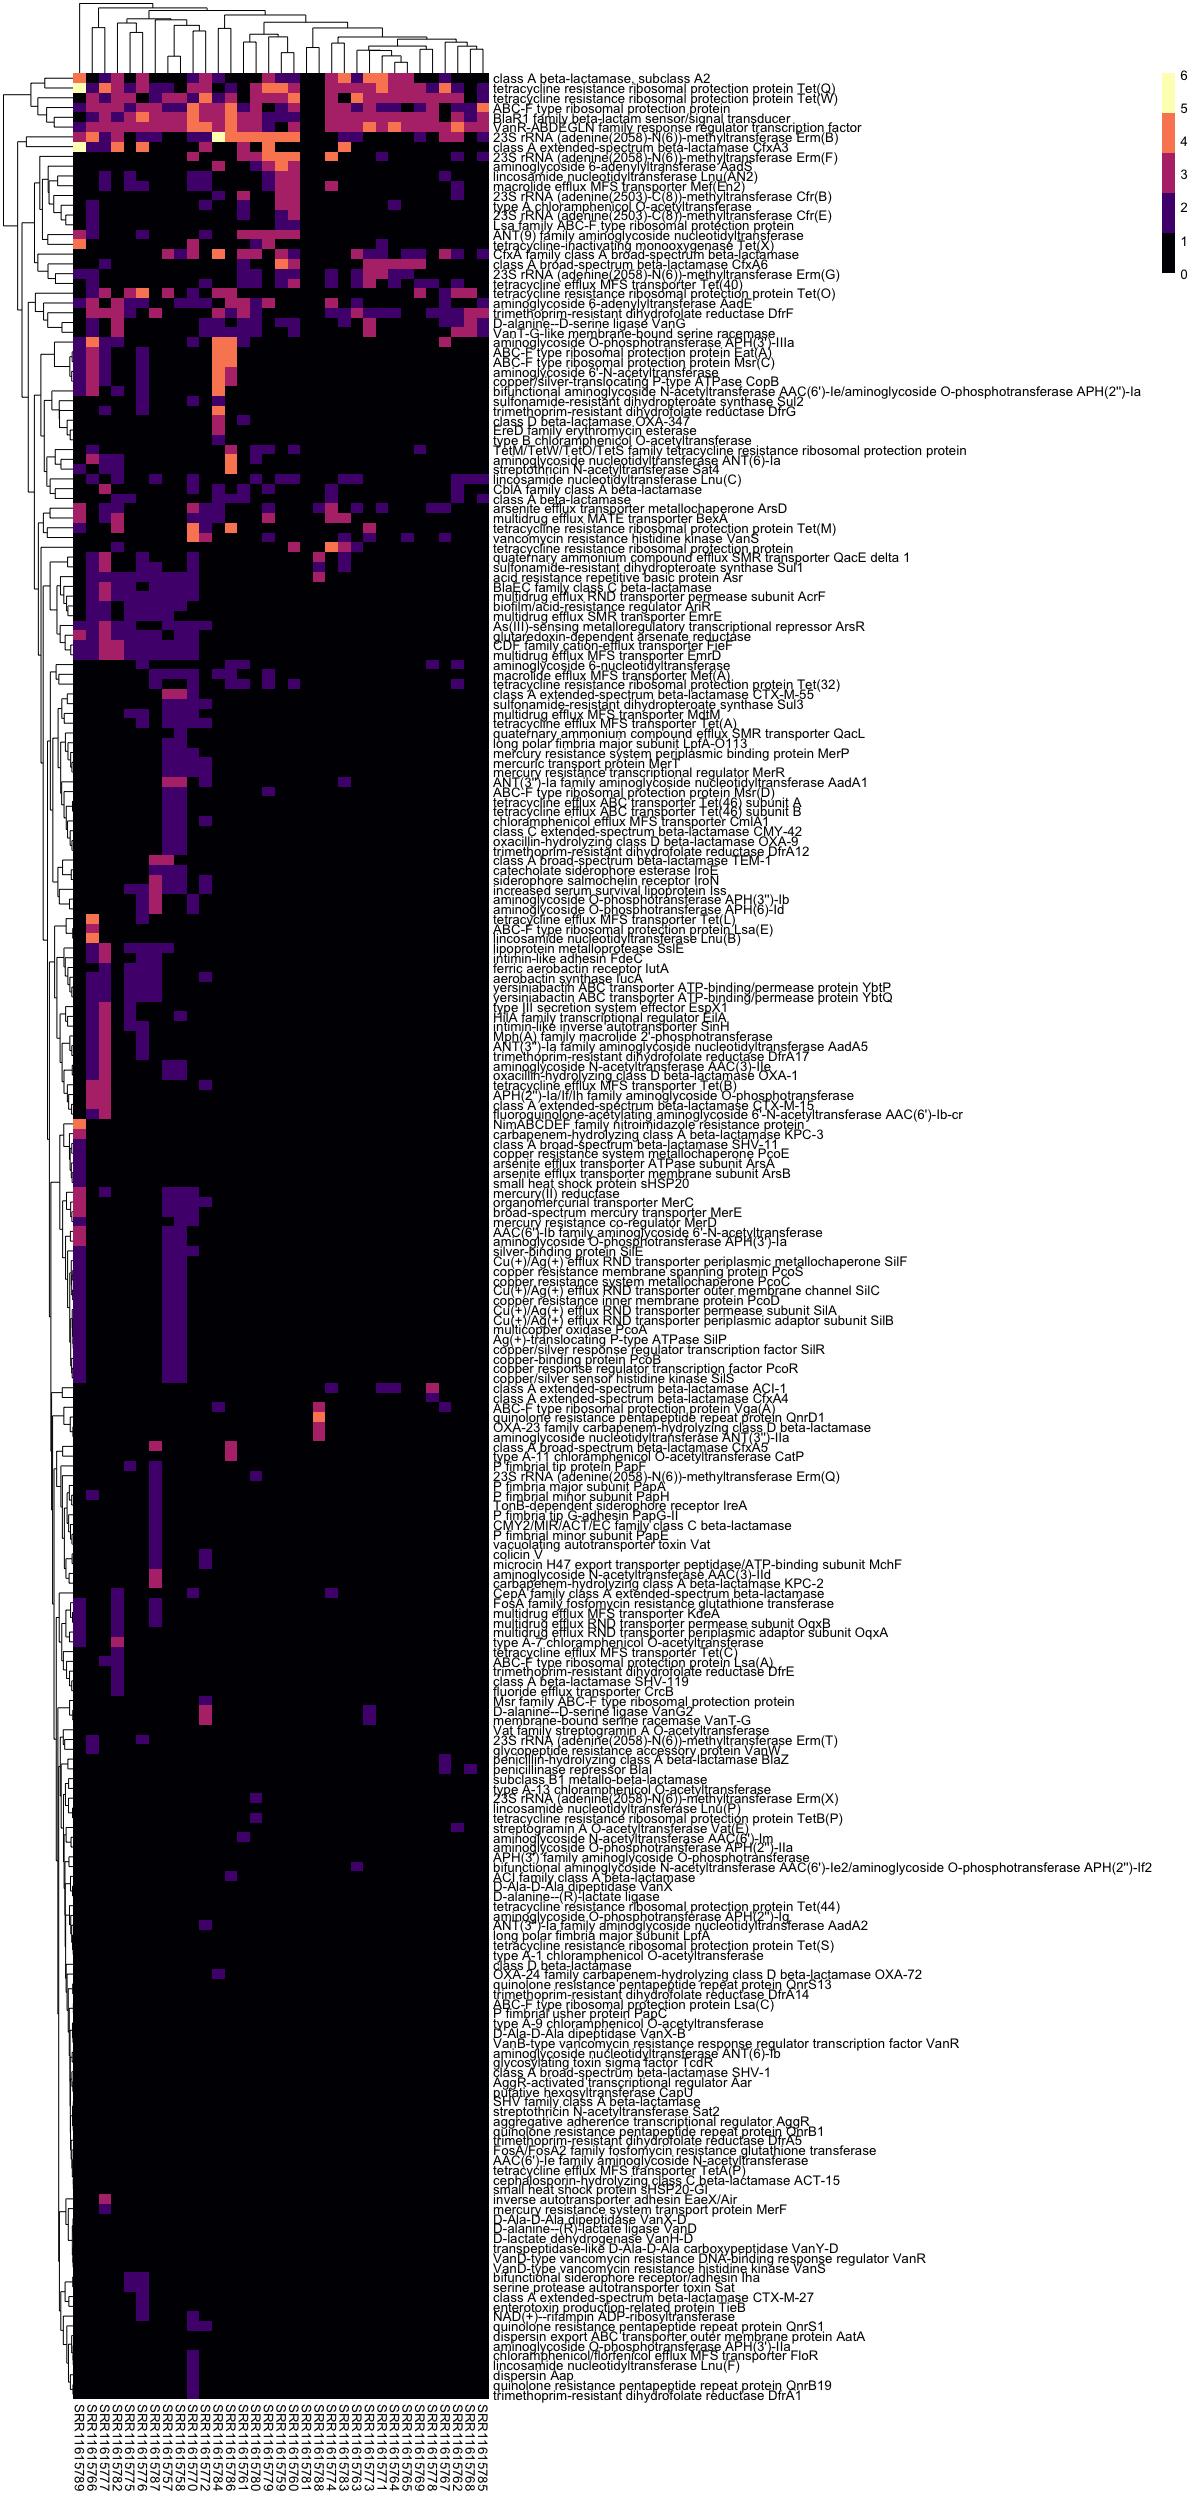 6
5
4
3
2
1
0
class A beta-lactamase, subclass A2
tetracycline resistance ribosomal protection protein Tet(Q)
tetracycline resistance ribosomal protection protein Tet(W)
ABC-F type ribosomal protection protein
BlaR1 family beta-lactam sensor/signal transducer
VanR-ABDEGLN family response regulator transcription factor
23S rRNA (adenine(2058)-N(6))-methyltransferase Erm(B)
class A extended-spectrum beta-lactamase CfxA3
23S rRNA (adenine(2058)-N(6))-methyltransferase Erm(F)
aminoglycoside 6-adenylyltransferase AadS
lincosamide nucleotidyltransferase Lnu(AN2)
macrolide efflux MFS transporter Mef(En2)
23S rRNA (adenine(2503)-C(8))-methyltransferase Cfr(B)
type A chloramphenicol O-acetyltransferase
23S rRNA (adenine(2503)-C(8))-methyltransferase Cfr(E)
Lsa family ABC-F type ribosomal protection protein
ANT(9) family aminoglycoside nucleotidyltransferase
tetracycline-inactivating monooxygenase Tet(X)
CfxA family class A broad-spectrum beta-lactamase
class A broad-spectrum beta-lactamase CfxA6
23S rRNA (adenine(2058)-N(6))-methyltransferase Erm(G)
tetracycline efflux MFS transporter Tet(40)
tetracycline resistance ribosomal protection protein Tet(O)
aminoglycoside 6-adenylyltransferase AadE
trimethoprim-resistant dihydrofolate reductase DfrF
D-alanine--D-serine ligase VanG
VanT-G-like membrane-bound serine racemase
aminoglycoside O-phosphotransferase APH(3')-IIIa
ABC-F type ribosomal protection protein Eat(A)
ABC-F type ribosomal protection protein Msr(C)
aminoglycoside 6'-N-acetyltransferase
copper/silver-translocating P-type ATPase CopB
bifunctional aminoglycoside N-acetyltransferase AAC(6')-Ie/aminoglycoside O-phosphotransferase APH(2'')-Ia
sulfonamide-resistant dihydropteroate synthase Sul2
trimethoprim-resistant dihydrofolate reductase DfrG
class D beta-lactamase OXA-347
EreD family erythromycin esterase
type B chloramphenicol O-acetyltransferase
TetM/TetW/TetO/TetS family tetracycline resistance ribosomal protection protein
aminoglycoside nucleotidyltransferase ANT(6)-Ia
streptothricin N-acetyltransferase Sat4
lincosamide nucleotidyltransferase Lnu(C)
CblA family class A beta-lactamase
class A beta-lactamase
arsenite efflux transporter metallochaperone ArsD
multidrug efflux MATE transporter BexA
tetracycline resistance ribosomal protection protein Tet(M)
vancomycin resistance histidine kinase VanS
tetracycline resistance ribosomal protection protein
quaternary ammonium compound efflux SMR transporter QacE delta 1
sulfonamide-resistant dihydropteroate synthase Sul1
acid resistance repetitive basic protein Asr
BlaEC family class C beta-lactamase
multidrug efflux RND transporter permease subunit AcrF
biofilm/acid-resistance regulator AriR
multidrug efflux SMR transporter EmrE
As(III)-sensing metalloregulatory transcriptional repressor ArsR
glutaredoxin-dependent arsenate reductase
CDF family cation-efflux transporter FieF
multidrug efflux MFS transporter EmrD
aminoglycoside 6-nucleotidyltransferase
macrolide efflux MFS transporter Mef(A)
tetracycline resistance ribosomal protection protein Tet(32)
class A extended-spectrum beta-lactamase CTX-M-55
sulfonamide-resistant dihydropteroate synthase Sul3
multidrug efflux MFS transporter MdtM
tetracycline efflux MFS transporter Tet(A)
quaternary ammonium compound efflux SMR transporter QacL
long polar fimbria major subunit LpfA-O113
mercury resistance system periplasmic binding protein MerP
mercuric transport protein MerT
mercury resistance transcriptional regulator MerR
ANT(3'')-Ia family aminoglycoside nucleotidyltransferase AadA1
ABC-F type ribosomal protection protein Msr(D)
tetracycline efflux ABC transporter Tet(46) subunit A
tetracycline efflux ABC transporter Tet(46) subunit B
chloramphenicol efflux MFS transporter CmlA1
class C extended-spectrum beta-lactamase CMY-42
oxacillin-hydrolyzing class D beta-lactamase OXA-9
trimethoprim-resistant dihydrofolate reductase DfrA12
class A broad-spectrum beta-lactamase TEM-1
catecholate siderophore esterase IroE
siderophore salmochelin receptor IroN
increased serum survival lipoprotein Iss
aminoglycoside O-phosphotransferase APH(3'')-Ib
aminoglycoside O-phosphotransferase APH(6)-Id
tetracycline efflux MFS transporter Tet(L)
ABC-F type ribosomal protection protein Lsa(E)
lincosamide nucleotidyltransferase Lnu(B)
lipoprotein metalloprotease SslE
intimin-like adhesin FdeC
ferric aerobactin receptor IutA
aerobactin synthase IucA
yersiniabactin ABC transporter ATP-binding/permease protein YbtP
yersiniabactin ABC transporter ATP-binding/permease protein YbtQ
type III secretion system effector EspX1
HilA family transcriptional regulator EilA
intimin-like inverse autotransporter SinH
Mph(A) family macrolide 2'-phosphotransferase
ANT(3'')-Ia family aminoglycoside nucleotidyltransferase AadA5
trimethoprim-resistant dihydrofolate reductase DfrA17
aminoglycoside N-acetyltransferase AAC(3)-IIe
oxacillin-hydrolyzing class D beta-lactamase OXA-1
tetracycline efflux MFS transporter Tet(B)
APH(2'')-Ia/If/Ih family aminoglycoside O-phosphotransferase
class A extended-spectrum beta-lactamase CTX-M-15
fluoroquinolone-acetylating aminoglycoside 6'-N-acetyltransferase AAC(6')-Ib-cr
NimABCDEF family nitroimidazole resistance protein
carbapenem-hydrolyzing class A beta-lactamase KPC-3
class A broad-spectrum beta-lactamase SHV-11
copper resistance system metallochaperone PcoE
arsenite efflux transporter ATPase subunit ArsA
arsenite efflux transporter membrane subunit ArsB
small heat shock protein sHSP20
mercury(II) reductase
organomercurial transporter MerC
broad-spectrum mercury transporter MerE
mercury resistance co-regulator MerD
AAC(6')-Ib family aminoglycoside 6'-N-acetyltransferase
aminoglycoside O-phosphotransferase APH(3')-Ia
silver-binding protein SilE
Cu(+)/Ag(+) efflux RND transporter periplasmic metallochaperone SilF
copper resistance membrane spanning protein PcoS
copper resistance system metallochaperone PcoC
Cu(+)/Ag(+) efflux RND transporter outer membrane channel SilC
copper resistance inner membrane protein PcoD
Cu(+)/Ag(+) efflux RND transporter permease subunit SilA
Cu(+)/Ag(+) efflux RND transporter periplasmic adaptor subunit SilB
multicopper oxidase PcoA
Ag(+)-translocating P-type ATPase SilP
copper/silver response regulator transcription factor SilR
copper-binding protein PcoB
copper response regulator transcription factor PcoR
copper/silver sensor histidine kinase SilS
class A extended-spectrum beta-lactamase ACI-1
class A extended-spectrum beta-lactamase CfxA4
ABC-F type ribosomal protection protein Vga(A)
quinolone resistance pentapeptide repeat protein QnrD1
OXA-23 family carbapenem-hydrolyzing class D beta-lactamase
aminoglycoside nucleotidyltransferase ANT(3'')-IIa
class A broad-spectrum beta-lactamase CfxA5
type A-11 chloramphenicol O-acetyltransferase CatP
P fimbrial tip protein PapF
23S rRNA (adenine(2058)-N(6))-methyltransferase Erm(Q)
P fimbria major subunit PapA
P fimbrial minor subunit PapH
TonB-dependent siderophore receptor IreA
P fimbria tip G-adhesin PapG-II
CMY2/MIR/ACT/EC family class C beta-lactamase
P fimbrial minor subunit PapE
vacuolating autotransporter toxin Vat
colicin V
microcin H47 export transporter peptidase/ATP-binding subunit MchF
aminoglycoside N-acetyltransferase AAC(3)-IId
carbapenem-hydrolyzing class A beta-lactamase KPC-2
CepA family class A extended-spectrum beta-lactamase
FosA family fosfomycin resistance glutathione transferase
multidrug efflux MFS transporter KdeA
multidrug efflux RND transporter permease subunit OqxB
multidrug efflux RND transporter periplasmic adaptor subunit OqxA
type A-7 chloramphenicol O-acetyltransferase
tetracycline efflux MFS transporter Tet(C)
ABC-F type ribosomal protection protein Lsa(A)
trimethoprim-resistant dihydrofolate reductase DfrE
class A beta-lactamase SHV-119
fluoride efflux transporter CrcB
Msr family ABC-F type ribosomal protection protein
D-alanine--D-serine ligase VanG2
membrane-bound serine racemase VanT-G
Vat family streptogramin A O-acetyltransferase
23S rRNA (adenine(2058)-N(6))-methyltransferase Erm(T)
glycopeptide resistance accessory protein VanW
penicillin-hydrolyzing class A beta-lactamase BlaZ
penicillinase repressor BlaI
subclass B1 metallo-beta-lactamase
type A-13 chloramphenicol O-acetyltransferase
23S rRNA (adenine(2058)-N(6))-methyltransferase Erm(X)
lincosamide nucleotidyltransferase Lnu(P)
tetracycline resistance ribosomal protection protein TetB(P)
streptogramin A O-acetyltransferase Vat(E)
aminoglycoside N-acetyltransferase AAC(6')-Im
aminoglycoside O-phosphotransferase APH(2'')-IIa
APH(3') family aminoglycoside O-phosphotransferase
bifunctional aminoglycoside N-acetyltransferase AAC(6')-Ie2/aminoglycoside O-phosphotransferase APH(2'')-If2
ACI family class A beta-lactamase
D-Ala-D-Ala dipeptidase VanX
D-alanine--(R)-lactate ligase
tetracycline resistance ribosomal protection protein Tet(44)
aminoglycoside O-phosphotransferase APH(2'')-Ig
ANT(3'')-Ia family aminoglycoside nucleotidyltransferase AadA2
long polar fimbria major subunit LpfA
tetracycline resistance ribosomal protection protein Tet(S)
type A-1 chloramphenicol O-acetyltransferase
class D beta-lactamase
OXA-24 family carbapenem-hydrolyzing class D beta-lactamase OXA-72
quinolone resistance pentapeptide repeat protein QnrS13
trimethoprim-resistant dihydrofolate reductase DfrA14
ABC-F type ribosomal protection protein Lsa(C)
P fimbrial usher protein PapC
type A-9 chloramphenicol O-acetyltransferase
D-Ala-D-Ala dipeptidase VanX-B
VanB-type vancomycin resistance response regulator transcription factor VanR
aminoglycoside nucleotidyltransferase ANT(6)-Ib
glycosylating toxin sigma factor TcdR
class A broad-spectrum beta-lactamase SHV-1
AggR-activated transcriptional regulator Aar
putative hexosyltransferase CapU
SHV family class A beta-lactamase
streptothricin N-acetyltransferase Sat2
aggregative adherence transcriptional regulator AggR
quinolone resistance pentapeptide repeat protein QnrB1
trimethoprim-resistant dihydrofolate reductase DfrA5
FosA/FosA2 family fosfomycin resistance glutathione transferase
AAC(6')-Ie family aminoglycoside N-acetyltransferase
tetracycline efflux MFS transporter TetA(P)
cephalosporin-hydrolyzing class C beta-lactamase ACT-15
small heat shock protein sHSP20-GI
inverse autotransporter adhesin EaeX/Air
mercury resistance system transport protein MerF
D-Ala-D-Ala dipeptidase VanX-D
D-alanine--(R)-lactate ligase VanD
D-lactate dehydrogenase VanH-D
transpeptidase-like D-Ala-D-Ala carboxypeptidase VanY-D
VanD-type vancomycin resistance DNA-binding response regulator VanR
VanD-type vancomycin resistance histidine kinase VanS
bifunctional siderophore receptor/adhesin Iha
serine protease autotransporter toxin Sat
class A extended-spectrum beta-lactamase CTX-M-27
enterotoxin production-related protein TieB
NAD(+)--rifampin ADP-ribosyltransferase
quinolone resistance pentapeptide repeat protein QnrS1
dispersin export ABC transporter outer membrane protein AatA
aminoglycoside O-phosphotransferase APH(3')-IIa
chloramphenicol/florfenicol efflux MFS transporter FloR
lincosamide nucleotidyltransferase Lnu(F)
dispersin Aap
quinolone resistance pentapeptide repeat protein QnrB19
trimethoprim-resistant dihydrofolate reductase DfrA1
SRR11615789
SRR11615766
SRR11615777
SRR11615782
SRR11615775
SRR11615776
SRR11615787
SRR11615757
SRR11615758
SRR11615770
SRR11615772
SRR11615784
SRR11615786
SRR11615761
SRR11615780
SRR11615779
SRR11615759
SRR11615760
SRR11615781
SRR11615788
SRR11615774
SRR11615783
SRR11615763
SRR11615773
SRR11615771
SRR11615764
SRR11615765
SRR11615769
SRR11615778
SRR11615767
SRR11615762
SRR11615768
SRR11615785